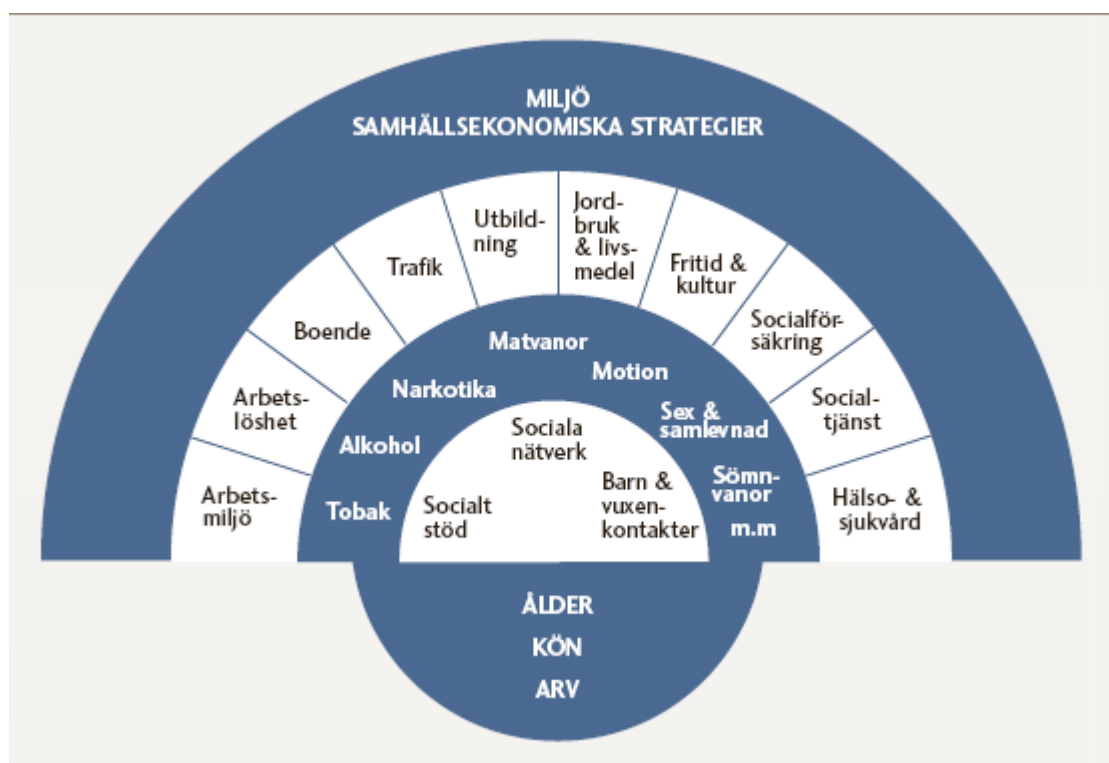 MILJÖ
SAMHÄLLSEKONOMISKA STRATEGIER
Arbets-
miljö
Arbets-
löshet
Boende
Trafik
Utbild-
ning
Jord-
bruk
& livs-
medel
Fritid &
kultur
Socialför-
säkring
Social-
tjänst
Hälso- &
sjukvård
Tobak
Alkohol
Narkotika
Matvanor
Motion
Sex &
samlevnad
Sömn-
vanor
m.m
Socialt
stöd
Sociala
nätverk
Barn &
vuxen-
kontakter
ÅLDER
KÖN
ARV